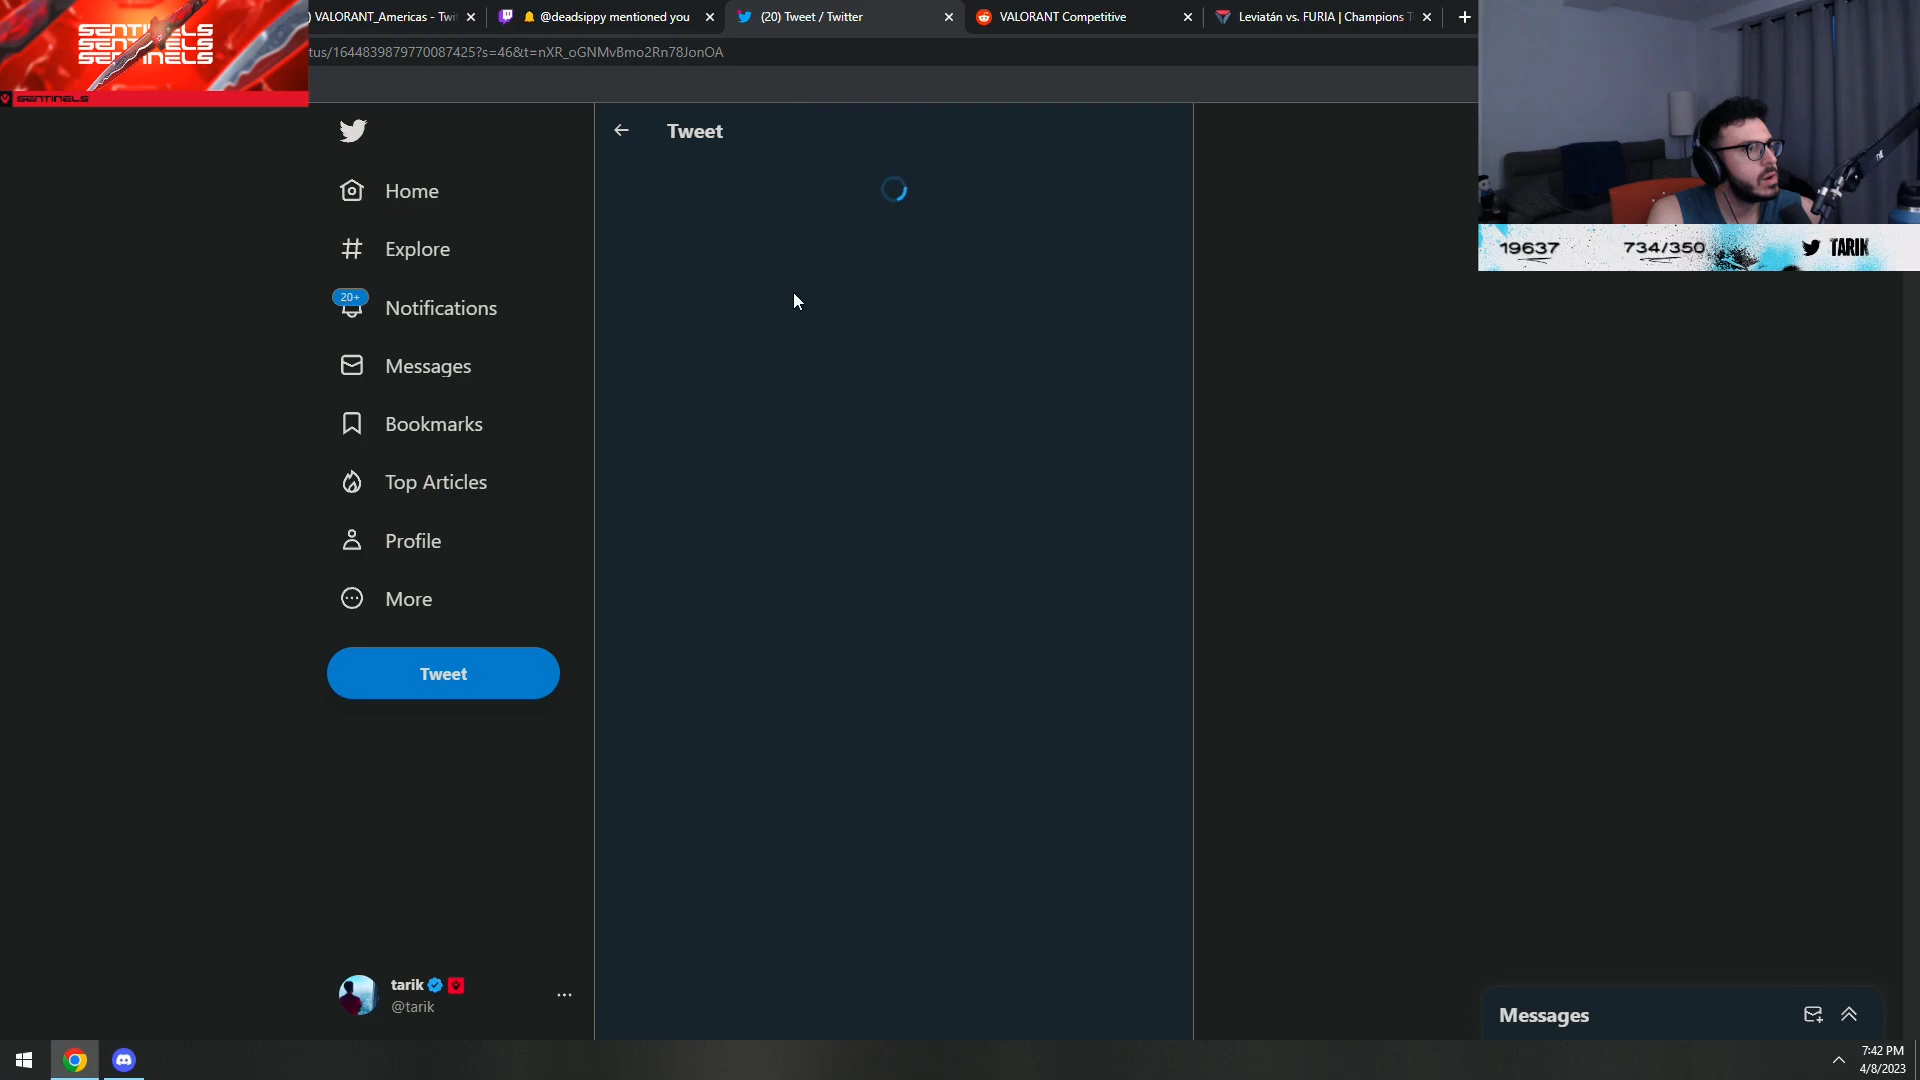 SENTINELS
SENTINELS
SENTINELS
SENTINELS
) VALORANT_Americas - Twi
@deadsippy mentioned you
(20) Tweet / Twitter
VALORANT Competitive
Leviatán vs. FURIA | Champions T
tus/1644839879770087425?s=46&t=nXR_oGNMvBmo2Rn78JonOA
Tweet
Home
Explore
20+
Notifications
Messages
Bookmarks
Top Articles
Profile
More
Tweet
tarik
@tarik
19637
734/350
TARIK
Messages
7:42 PM
4/8/2023